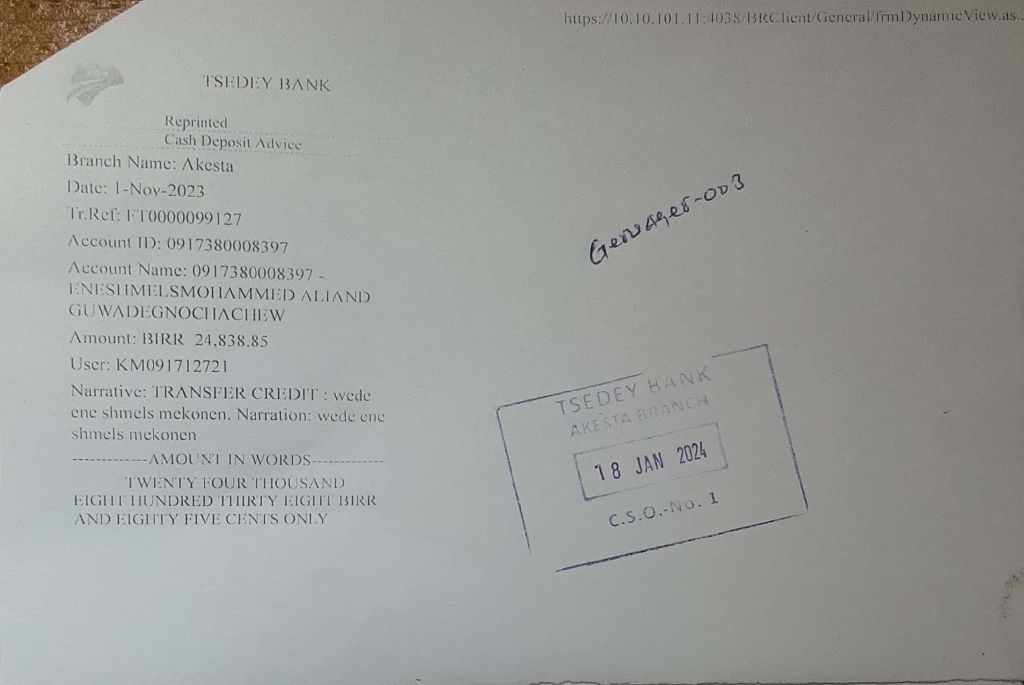 https://10.10.101.11:4038/BRClient/General/frmDynamicView.as...
TSEDEY BANK
Reprinted
Cash Deposit Advice
Branch Name: Akesta
Date: 1-Nov-2023
Tr.Ref: FT0000099127
Account ID: 0917380008397
Account Name: 0917380008397 -
ENESHMELSMOHAMMED ALIAND
GUWADEGNOCHACHEW
Amount: BIRR 24,838.85
User: KM091712721
Narrative: TRANSFER CREDIT : wede
ene shmels mekonen. Narration: wede ene
shmels mekonen
-------------AMOUNT IN WORDS------------
TWENTY FOUR THOUSAND
EIGHT HUNDRED THIRTY EIGHT BIRR
AND EIGHTY FIVE CENTS ONLY
-003
TSEDEY BANK
AKESTA BRANCH
18 JAN 2024
C.S.O.-No. 1